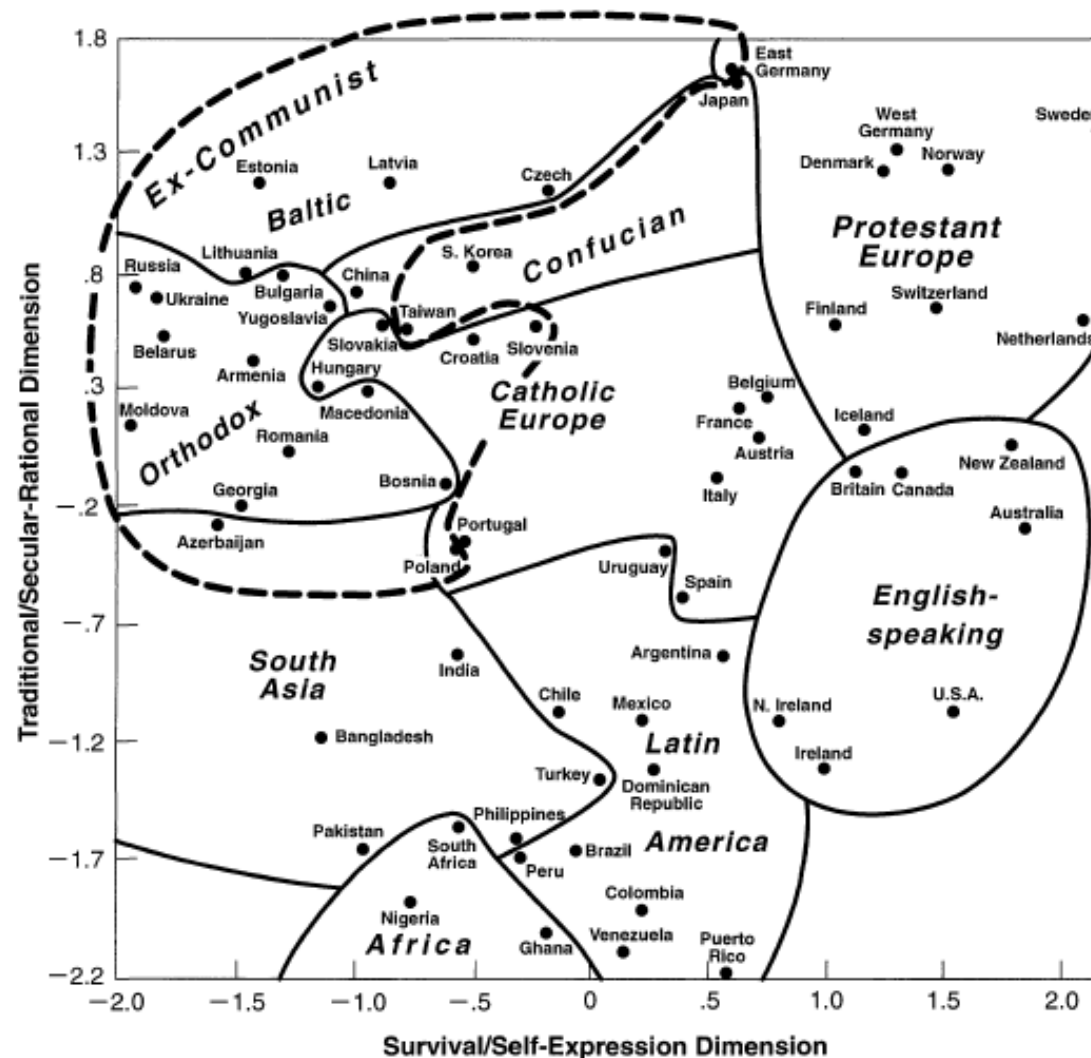 1.8
1.3
.8
.3
−.2
−.7
−1.2
−1.7
−2.2
Traditional/Secular-Rational Dimension
−2.0
−1.5
−1.0
−.5
0
.5
1.0
1.5
2.0
Survival/Self-Expression Dimension
Ex-Communist
Baltic
Estonia
Latvia
Czech
East
Germany
Japan
West
Germany
Denmark
Norway
Swede
Protestant
Europe
Finland
Switzerland
Netherlands
Iceland
Confucian
S. Korea
China
Taiwan
Lithuania
Bulgaria
Yugoslavia
Russia
Ukraine
Belarus
Armenia
Moldova
Orthodox
Romania
Georgia
Azerbaijan
Slovakia
Hungary
Macedonia
Bosnia
Croatia
Slovenia
Catholic
Europe
Belgium
France
Austria
Italy
Portugal
Poland
Uruguay
Spain
Britain
Canada
New Zealand
Australia
English-
speaking
N. Ireland
U.S.A.
Ireland
South
Asia
India
Bangladesh
Pakistan
Turkey
Philippines
Argentina
Chile
Mexico
Latin
America
Dominican
Republic
Peru
Brazil
Colombia
Venezuela
Puerto
Rico
South
Africa
Nigeria
Africa
Ghana